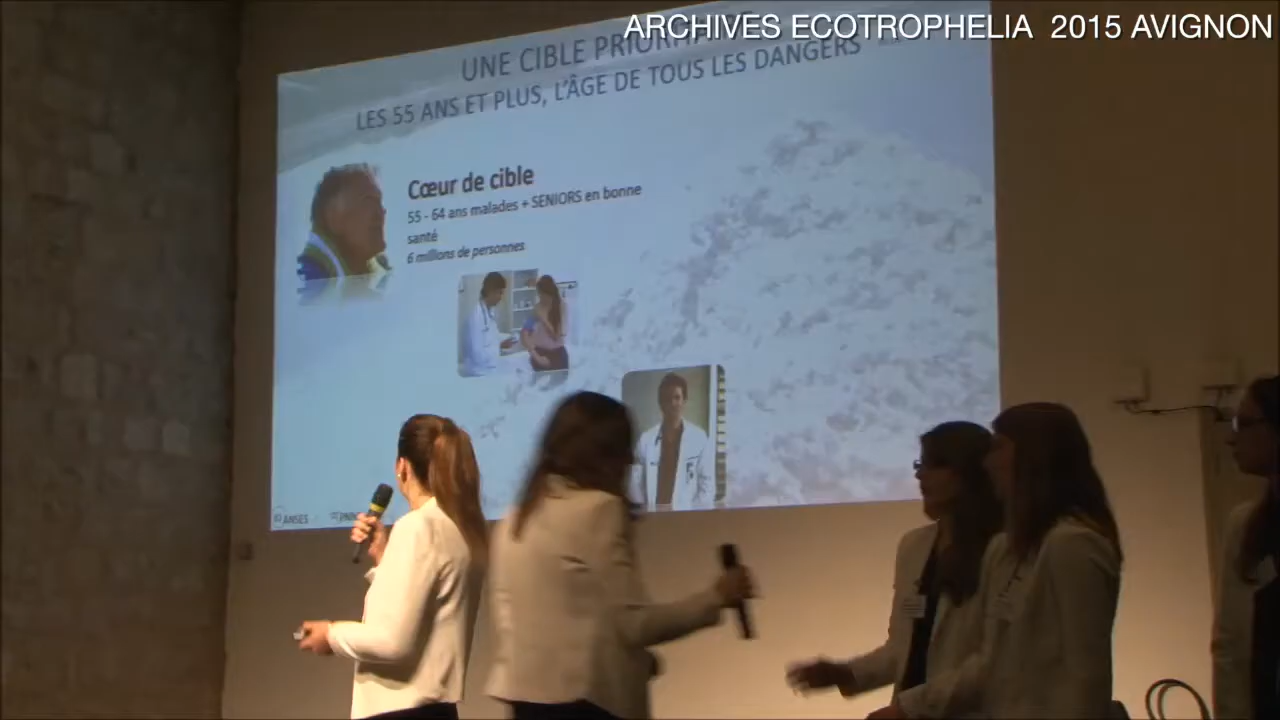 ARCHIVES ECOTROPHELIA 2015 AVIGNON
UNE CIBLE
LES 55 ANS ET PLUS, L'ÂGE DE TOUS LES DANGERS
Cœur de cible
55 - 64 ans malades + SENIORS en bonne
santé
6 millions de personnes
ANSES